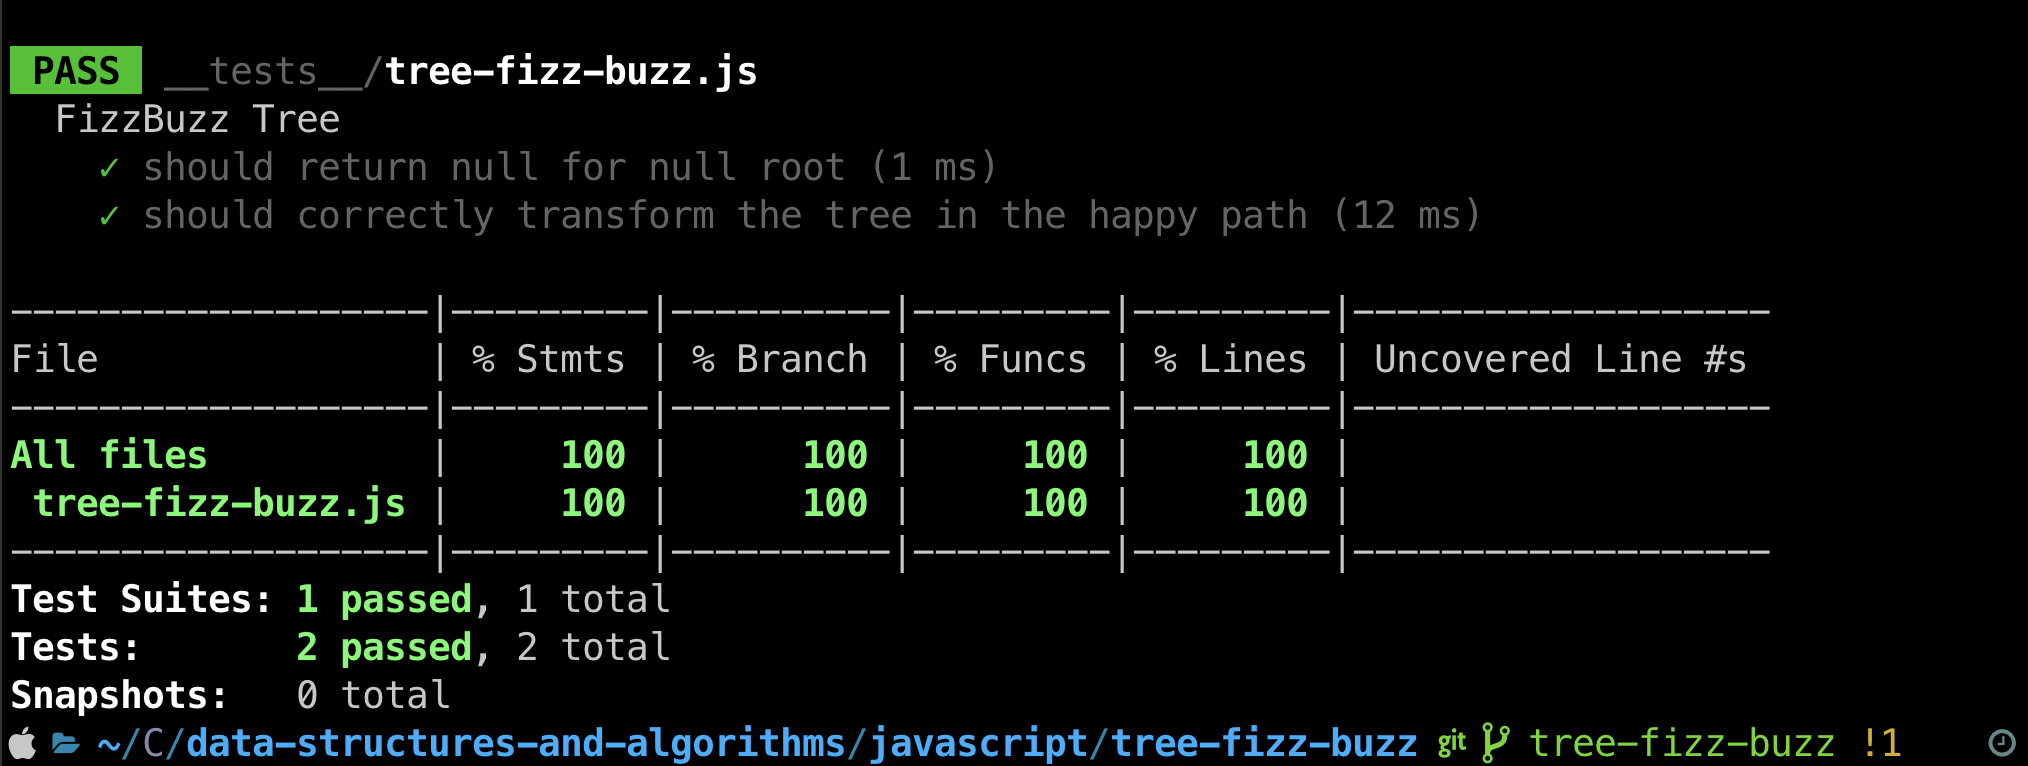 PASS __tests__/tree-fizz-buzz.js
FizzBuzz Tree
✓ should return null for null root (1 ms)
✓ should correctly transform the tree in the happy path (12 ms)
-------------------|---------|----------|---------|---------|-------------------
File               | % Stmts | % Branch | % Funcs | % Lines | Uncovered Line #s
-------------------|---------|----------|---------|---------|-------------------
All files          |     100 |      100 |     100 |     100 |
 tree-fizz-buzz.js |     100 |      100 |     100 |     100 |
-------------------|---------|----------|---------|---------|-------------------
Test Suites: 1 passed, 1 total
Tests:       2 passed, 2 total
Snapshots:   0 total
~/C/data-structures-and-algorithms/javascript/tree-fizz-buzz git tree-fizz-buzz !1